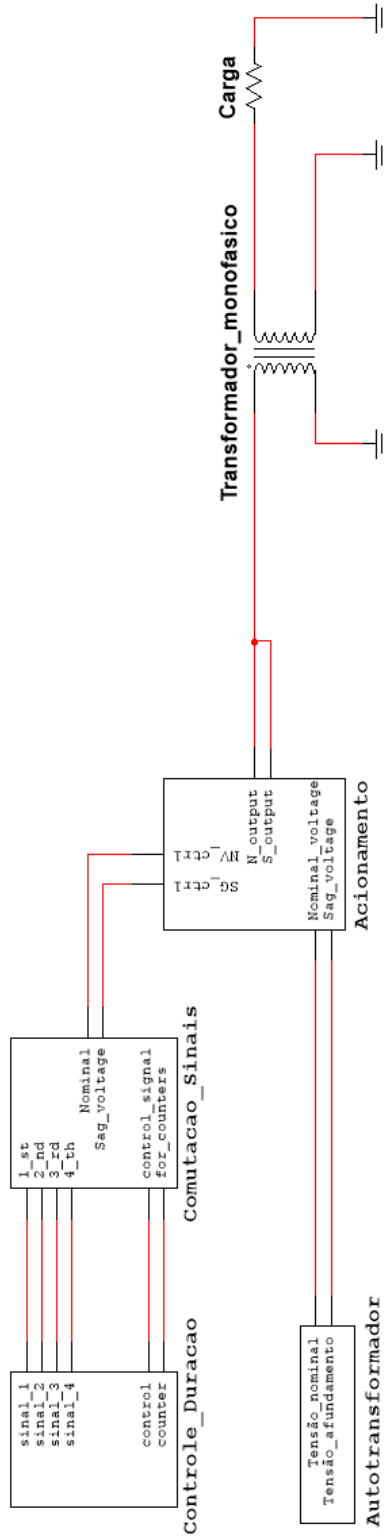 sinal_1
sinal_2
sinal_3
sinal_4
control
counter
Controle_Duracao
1_st
2_nd
3_rd
4_th
Nominal
Sag_voltage
control_signal
for_counters
Comutacao_Sinais
NV_ctrl
SG_ctrl
N_output
S_output
Nominal_voltage
Sag_voltage
Acionamento
Tensão_nominal
Tensão_afundamento
Autotransformador
Transformador_monofasico
Carga